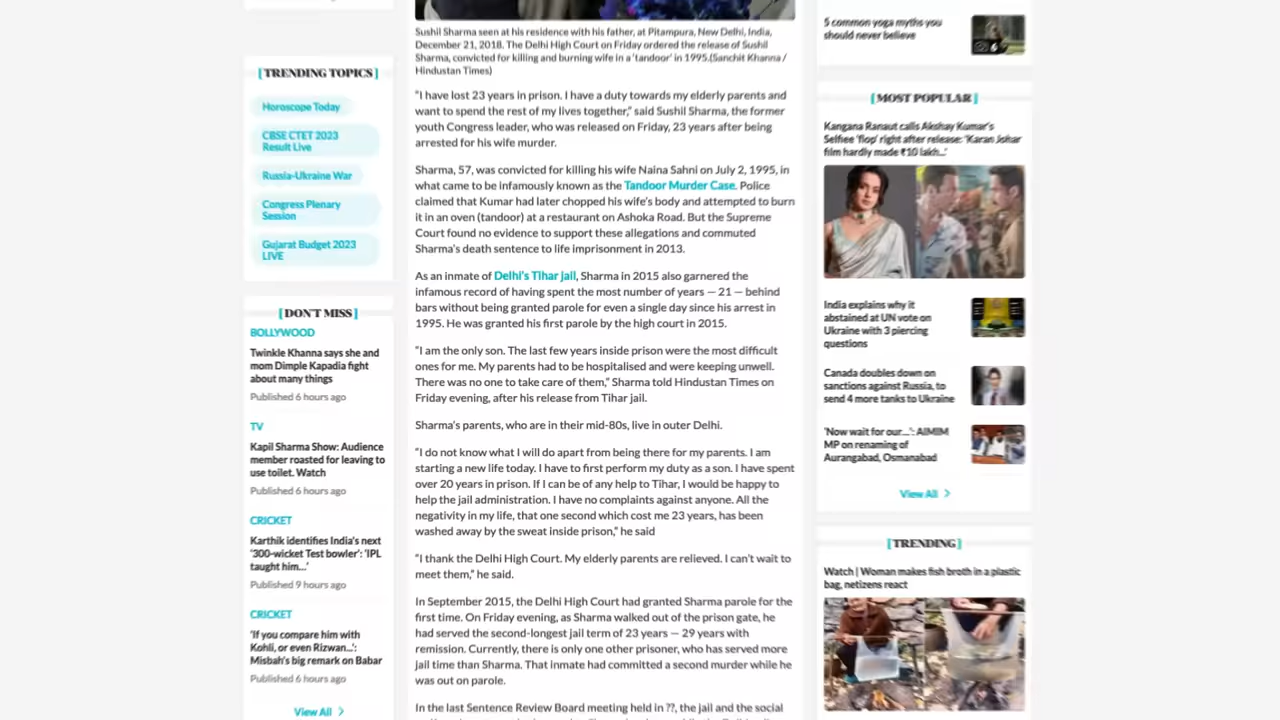 [TRENDING TOPICS]
Horoscope Today
CBSE CTET 2023
Result Live
Russia-Ukraine War
Congress Plenary
Session
Gujarat Budget 2023
LIVE
[DON'T MISS]
BOLLYWOOD
Twinkle Khanna says she and
mom Dimple Kapadia fight
about many things
Published 6 hours ago
TV
Kapil Sharma Show: Audience
member roasted for leaving to
use toilet. Watch
Published 6 hours ago
CRICKET
Karthik identifies India's next
'300-wicket Test bowler': 'IPL
taught him...'
Published 9 hours ago
CRICKET
'If you compare him with
Kohli, or even Rizwan...':
Misbah's big remark on Babar
Published 6 hours ago
View All >
Sushil Sharma seen at his residence with his father, at Pitampura, New Delhi, India,
December 21, 2018. The Delhi High Court on Friday ordered the release of Sushil
Sharma, convicted for killing and burning wife in a 'tandoor' in 1995.(Sanchit Khanna /
Hindustan Times)
"I have lost 23 years in prison. I have a duty towards my elderly parents and
want to spend the rest of my lives together," said Sushil Sharma, the former
youth Congress leader, who was released on Friday, 23 years after being
arrested for his wife murder.
Sharma, 57, was convicted for killing his wife Naina Sahni on July 2, 1995, in
what came to be infamously known as the Tandoor Murder Case. Police
claimed that Kumar had later chopped his wife's body and attempted to burn
it in an oven (tandoor) at a restaurant on Ashoka Road. But the Supreme
Court found no evidence to support these allegations and commuted
Sharma's death sentence to life imprisonment in 2013.
As an inmate of Delhi's Tihar jail, Sharma in 2015 also garnered the
infamous record of having spent the most number of years — 21 — behind
bars without being granted parole for even a single day since his arrest in
1995. He was granted his first parole by the high court in 2015.
"I am the only son. The last few years inside prison were the most difficult
ones for me. My parents had to be hospitalised and were keeping unwell.
There was no one to take care of them," Sharma told Hindustan Times on
Friday evening, after his release from Tihar jail.
Sharma's parents, who are in their mid-80s, live in outer Delhi.
"I do not know what I will do apart from being there for my parents. I am
starting a new life today. I have to first perform my duty as a son. I have spent
over 20 years in prison. If I can be of any help to Tihar, I would be happy to
help the jail administration. I have no complaints against anyone. All the
negativity in my life, that one second which cost me 23 years, has been
washed away by the sweat inside prison," he said
"I thank the Delhi High Court. My elderly parents are relieved. I can't wait to
meet them," he said.
In September 2015, the Delhi High Court had granted Sharma parole for the
first time. On Friday evening, as Sharma walked out of the prison gate, he
had served the second-longest jail term of 23 years — 29 years with
remission. Currently, there is only one other prisoner, who has served more
jail time than Sharma. That inmate had committed a second murder while he
was out on parole.
In the last Sentence Review Board meeting held in ??, the jail and the social
5 common yoga myths you
should never believe
[MOST POPULAR]
Kangana Ranaut calls Akshay Kumar's
Selfiee 'flop' right after release: 'Karan Johar
film hardly made ₹10 lakh...'
India explains why it
abstained at UN vote on
Ukraine with 3 piercing
questions
Canada doubles down on
sanctions against Russia, to
send 4 more tanks to Ukraine
'Now wait for our...': AIMIM
MP on renaming of
Aurangabad, Osmanabad
View All >
[TRENDING]
Watch | Woman makes fish broth in a plastic
bag, netizens react